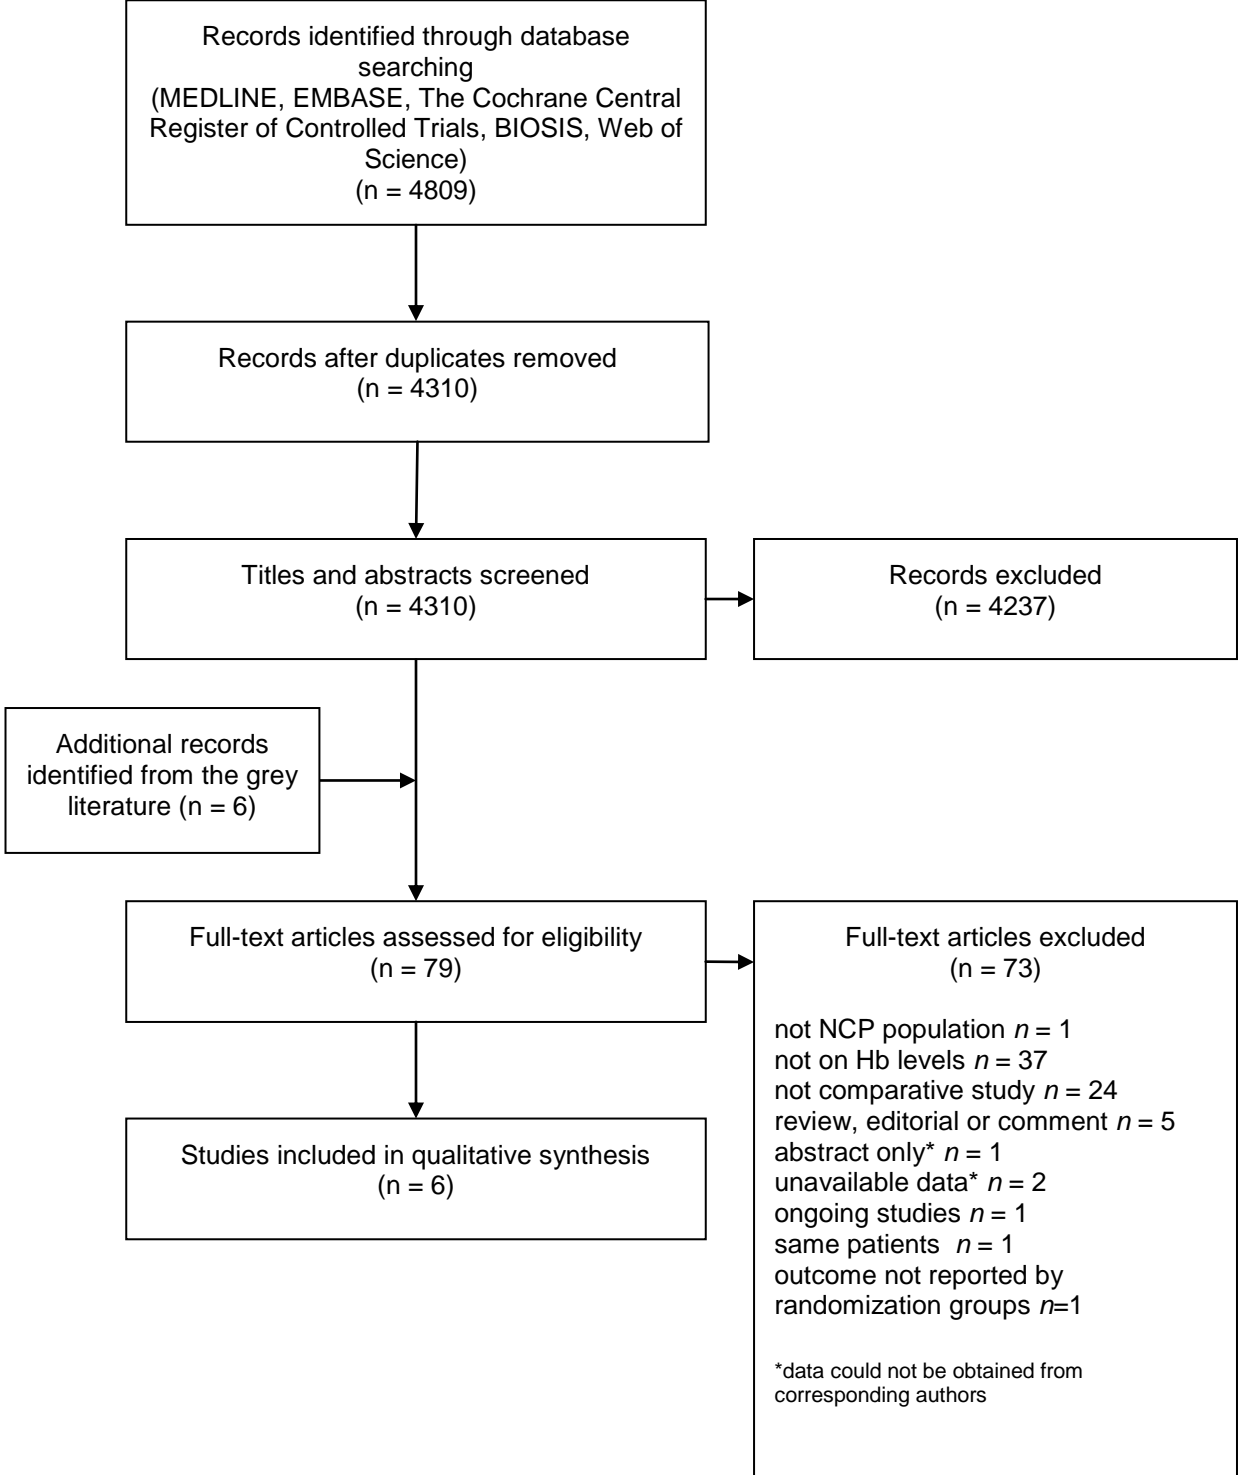 Records identified through database
searching
(MEDLINE, EMBASE, The Cochrane Central
Register of Controlled Trials, BIOSIS, Web of
Science)
(n = 4809)
Records after duplicates removed
(n = 4310)
Titles and abstracts screened
(n = 4310)
Records excluded
(n = 4237)
Additional records
identified from the grey
literature (n = 6)
Full-text articles assessed for eligibility
(n = 79)
Full-text articles excluded
(n = 73)
not NCP population n = 1
not on Hb levels n = 37
not comparative study n = 24
review, editorial or comment n = 5
abstract only* n = 1
unavailable data* n = 2
ongoing studies n = 1
same patients n = 1
outcome not reported by
randomization groups n=1
*data could not be obtained from
corresponding authors
Studies included in qualitative synthesis
(n = 6)